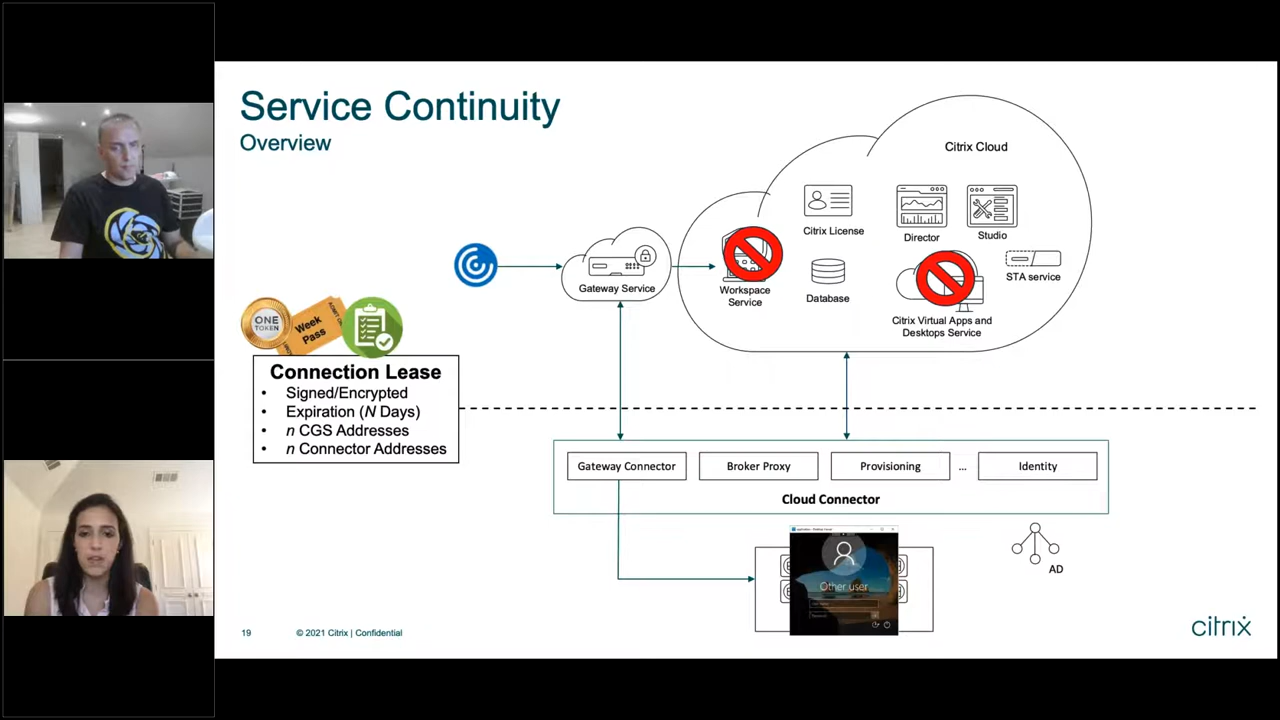 Service Continuity
Overview
Citrix Cloud
Citrix License
Director
Studio
Gateway Service
Workspace
Service
Database
STA service
Citrix Virtual Apps and
Desktops Service
ONE
TOKEN
Week
Pass
Connection Lease
• Signed/Encrypted
• Expiration (N Days)
• n CGS Addresses
• n Connector Addresses
Gateway Connector
Broker Proxy
Provisioning
...
Identity
Cloud Connector
Other user
AD
19
© 2021 Citrix | Confidential
citrix